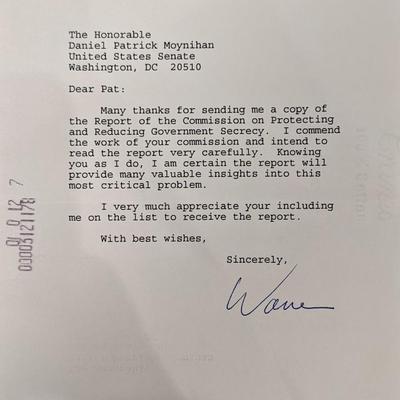 The Honorable
Daniel Patrick Moynihan
United States Senate
Washington, DC  20510
Dear Pat:
Many thanks for sending me a copy of
the Report of the Commission on Protecting
and Reducing Government Secrecy.  I commend
the work of your commission and intend to
read the report very carefully.  Knowing
you as I do, I am certain the report will
provide many valuable insights into this
most critical problem.
I very much appreciate your including
me on the list to receive the report.
With best wishes,
Sincerely,